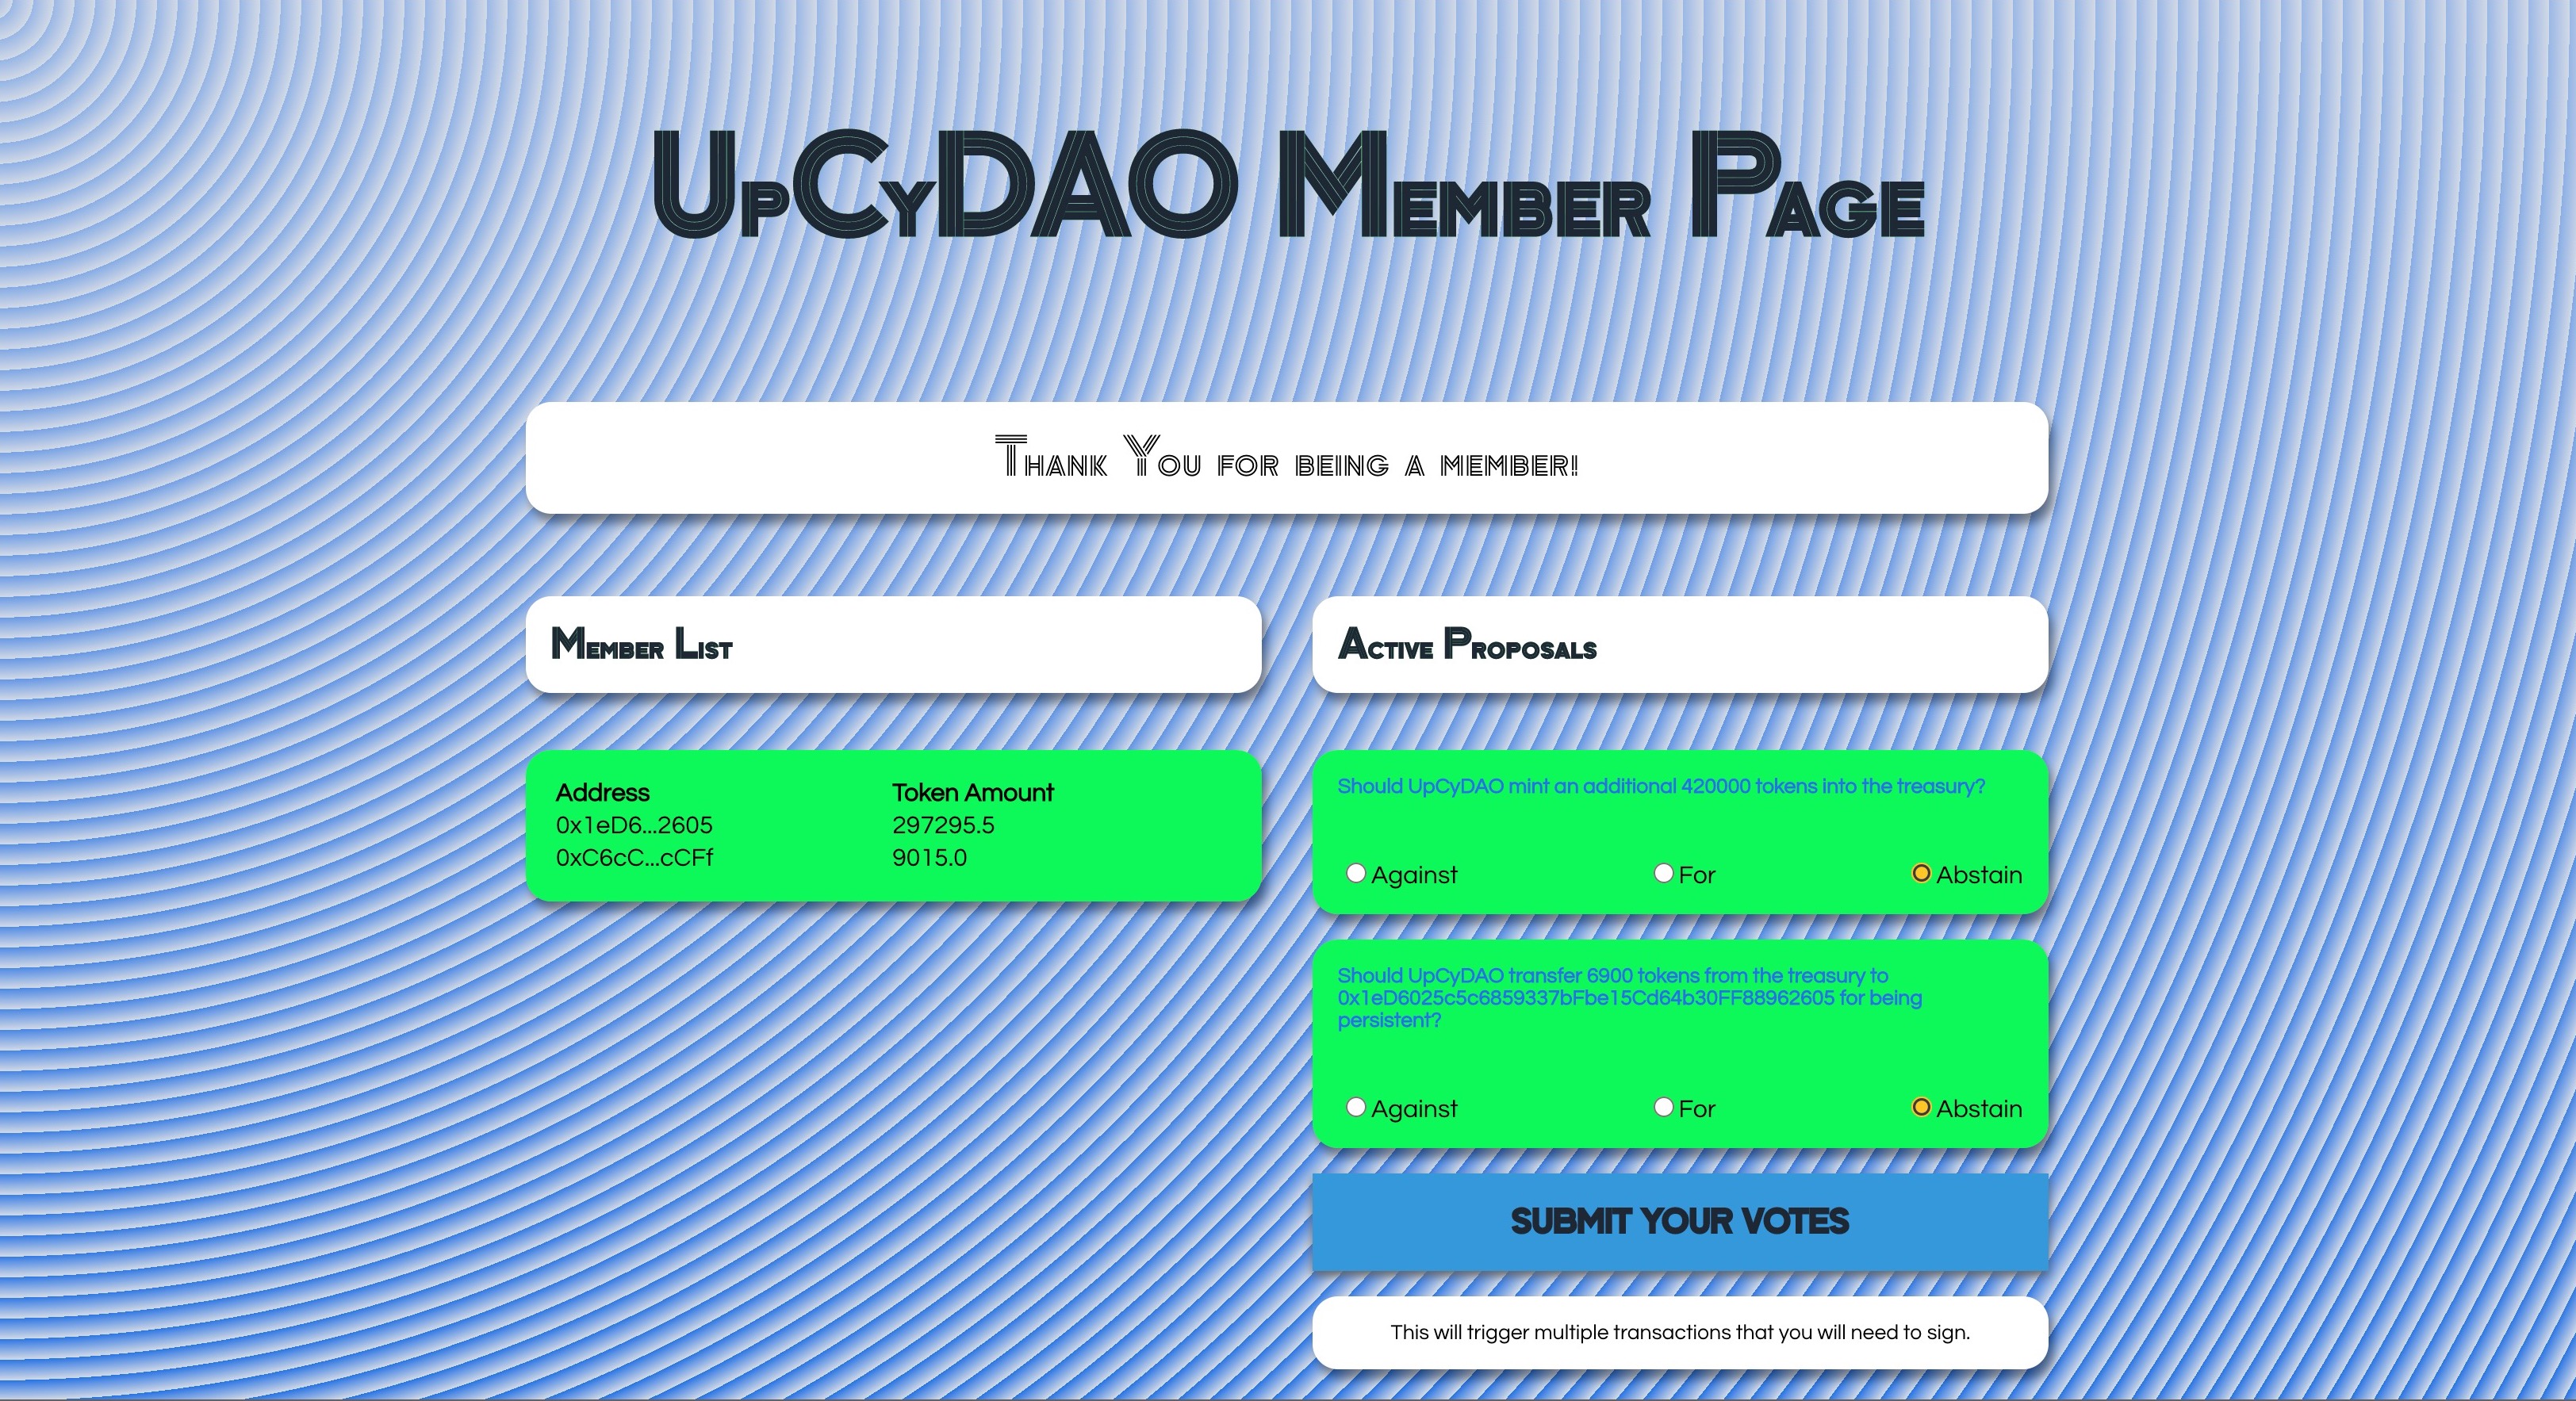 UpCyDAO Member Page
Thank You for being a member!
Member List
Address Token Amount
0x1eD6...2605 297295.5
0xC6cC...cCFf 9015.0
Active Proposals
Should UpCyDAO mint an additional 420000 tokens into the treasury?
Against For Abstain
Should UpCyDAO transfer 6900 tokens from the treasury to
0x1eD6025c5c6859337bFbe15Cd64b30FF88962605 for being
persistent?
Against For Abstain
SUBMIT YOUR VOTES
This will trigger multiple transactions that you will need to sign.